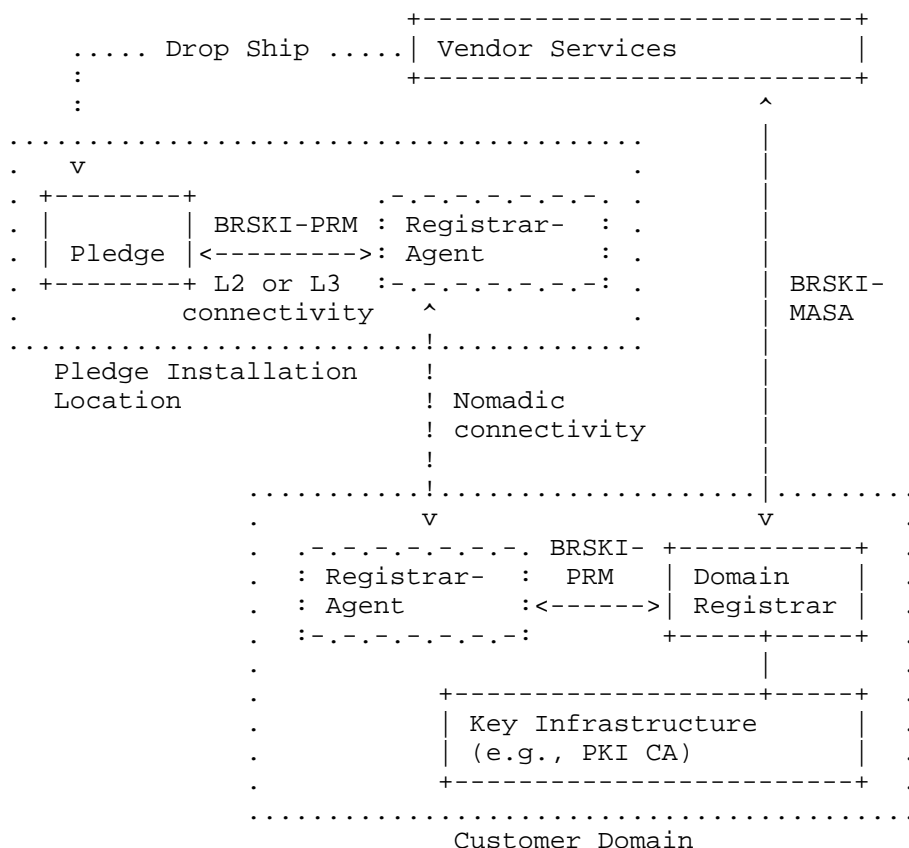 +---------------------------+
    ..... Drop Ship .....| Vendor Services           |
    :                    +---------------------------+
    :                                          ^
........................................       |
.   v                                  .       |
. +--------+           .-.-.-.-.-.-.-. .       |
. |        | BRSKI-PRM : Registrar-  : .       |
. | Pledge |<--------->: Agent       : .       |
. +--------+ L2 or L3  :-.-.-.-.-.-.-: .       | BRSKI-
.          connectivity   ^            .       | MASA
..........................!.............       |
   Pledge Installation    !                    |
   Location               ! Nomadic            |
                          ! connectivity       |
                          !                    |
               ...........!....................|.........
               .          v                    v        .
               .  .-.-.-.-.-.-.-. BRSKI- +-----------+  .
               .  : Registrar-  :  PRM   | Domain    |  .
               .  : Agent       :<------>| Registrar |  .
               .  :-.-.-.-.-.-.-:        +-----+-----+  .
               .                               |        .
               .           +-------------------+-----+  .
               .           | Key Infrastructure      |  .
               .           | (e.g., PKI CA)          |  .
               .           +-------------------------+  .
               ..........................................
                            Customer Domain